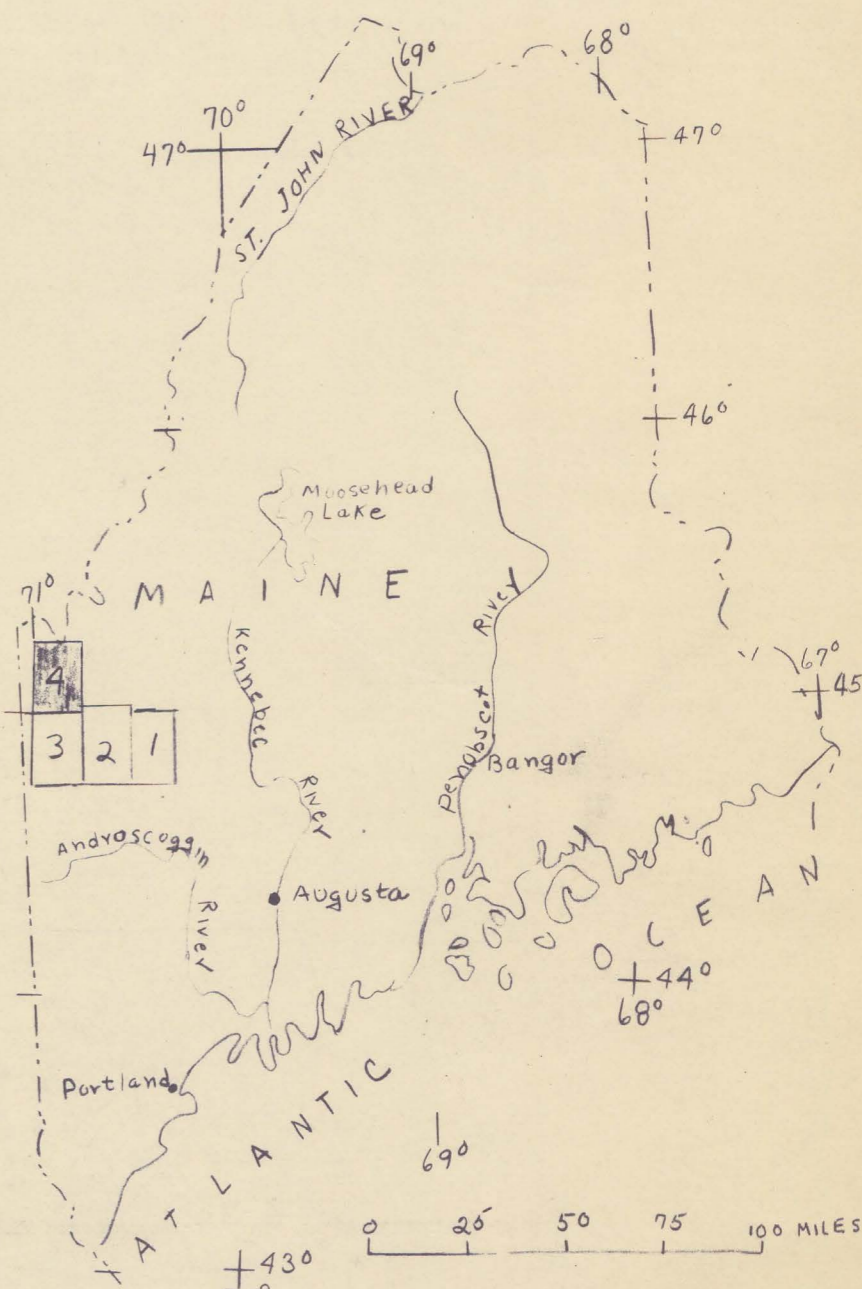 69°
68°
70°
47°
47°
ST. JOHN RIVER
46°
Moosehead
Lake
71°
MAINE
River
Kennebec
67°
4
45
3 2 1
Penobscot
Bangor
River
Androscoggin
Augusta
River
OCEAN
44°
68°
Portland
ATLANTIC
69°
0 25 50 75 100 MILES
43°